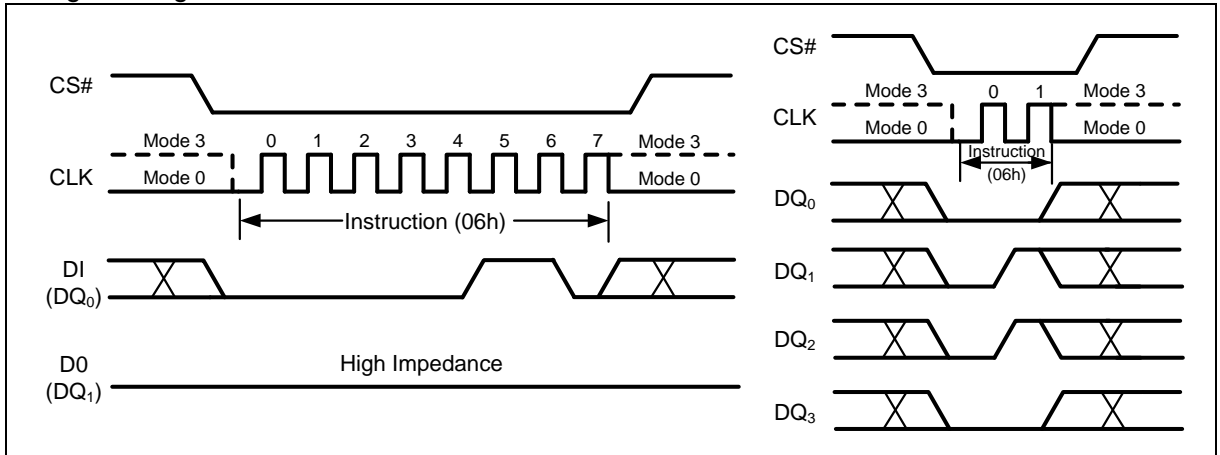 CS#
Mode 3 0 1 2 3 4 5 6 7 Mode 3
CLK
Mode 0 Mode 0
Instruction (06h)
DI
(DQ0)
D0
(DQ1)
High Impedance
CS#
Mode 3 0 1 Mode 3
CLK
Mode 0 Mode 0
Instruction
(06h)
DQ0
DQ1
DQ2
DQ3